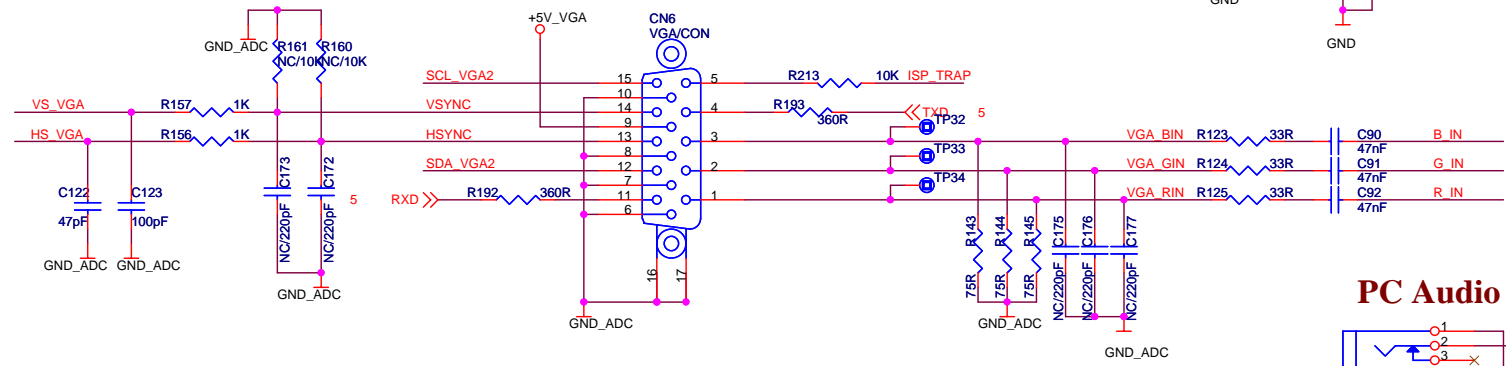 GND
GND
+5V_VGA
CN6
VGA/CON
GND_ADC
R161
NC/10K
R160
NC/10K
SCL_VGA2
15
5
R213
10K
ISP_TRAP
10
VS_VGA
R157
1K
VSYNC
14
4
R193
360R
TXD
5
9
TP32
HS_VGA
R156
1K
HSYNC
13
3
VGA_BIN
R123
33R
C90
47nF
B_IN
8
TP33
C173
NC/220pF
C172
NC/220pF
SDA_VGA2
12
2
VGA_GIN
R124
33R
C91
47nF
G_IN
7
TP34
C122
47pF
C123
100pF
5
RXD
R192
360R
11
1
VGA_RIN
R125
33R
C92
47nF
R_IN
6
R143
75R
R144
75R
R145
75R
C175
NC/220pF
C176
NC/220pF
C177
NC/220pF
GND_ADC
GND_ADC
16
17
GND_ADC
GND_ADC
GND_ADC
GND_ADC
PC Audio
1
2
3